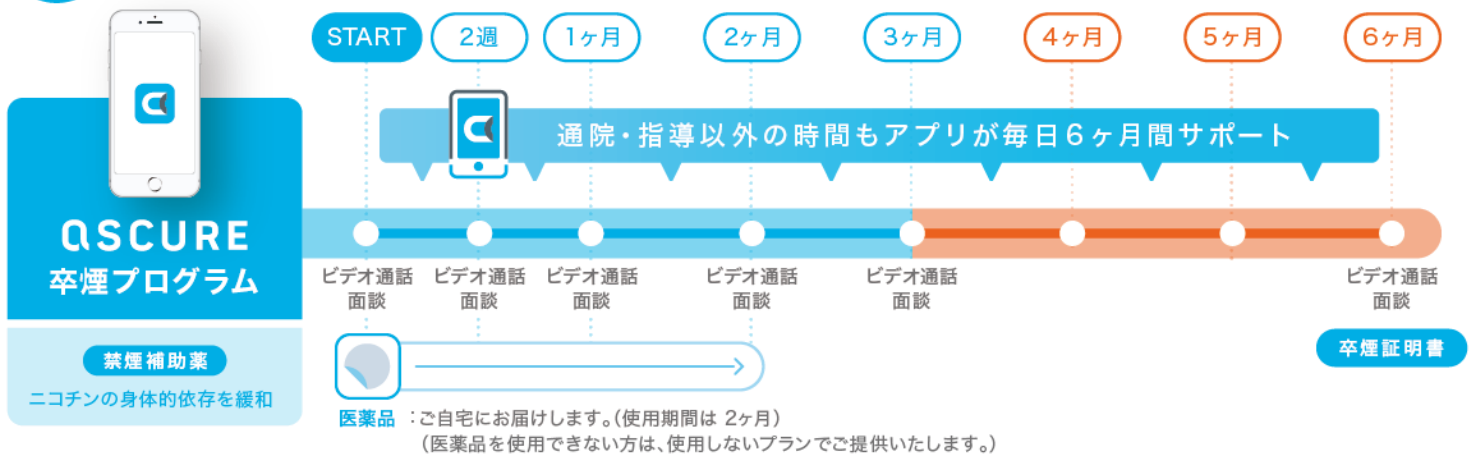 START
2週
1ヶ月
2ヶ月
3ヶ月
4ヶ月
5ヶ月
6ヶ月
通院・指導以外の時間もアプリが毎日6ヶ月間サポート
ascure
卒煙プログラム
ビデオ通話
面談
ビデオ通話
面談
ビデオ通話
面談
ビデオ通話
面談
ビデオ通話
面談
ビデオ通話
面談
卒煙証明書
禁煙補助薬
ニコチンの身体的依存を緩和
医薬品 :ご自宅にお届けします。(使用期間は 2ヶ月)
(医薬品を使用できない方は、使用しないプランでご提供いたします。)